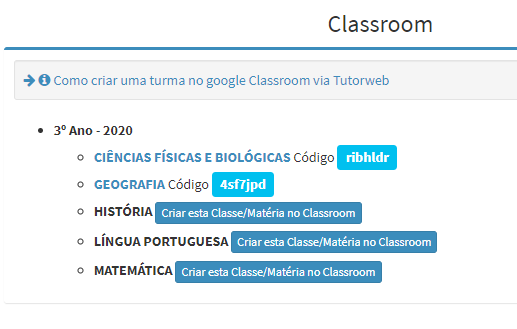 Classroom
Como criar uma turma no google Classroom via Tutorweb
3º Ano - 2020
CIÊNCIAS FÍSICAS E BIOLÓGICAS Código ribhldr
GEOGRAFIA Código 4sf7jpd
HISTÓRIA Criar esta Classe/Matéria no Classroom
LÍNGUA PORTUGUESA Criar esta Classe/Matéria no Classroom
MATEMÁTICA Criar esta Classe/Matéria no Classroom